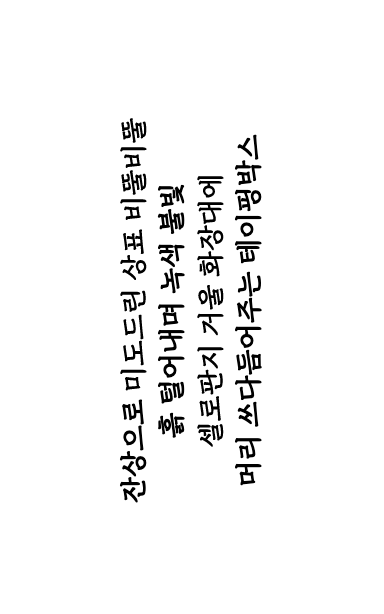 잔상으로 미도드린 상표 비뚤비뚤
흙 털어내며 녹색 불빛
셀로판지 거울 화장대에
머리 쓰다듬어주는 테이핑박스